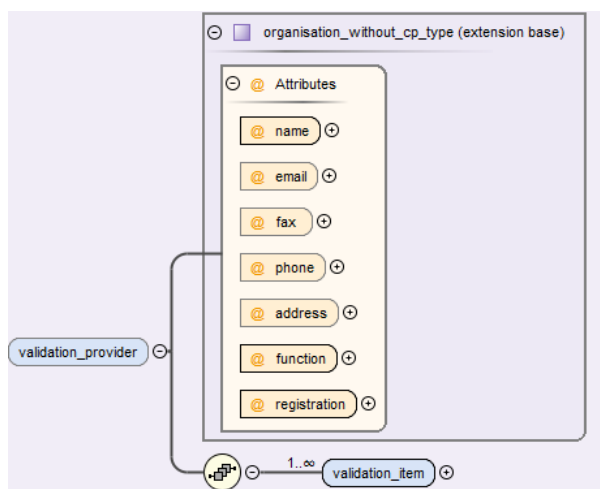 organisation_without_cp_type (extension base)
@ Attributes
@ name
@ email
@ fax
@ phone
@ address
@ function
@ registration
validation_provider
1..∞
validation_item